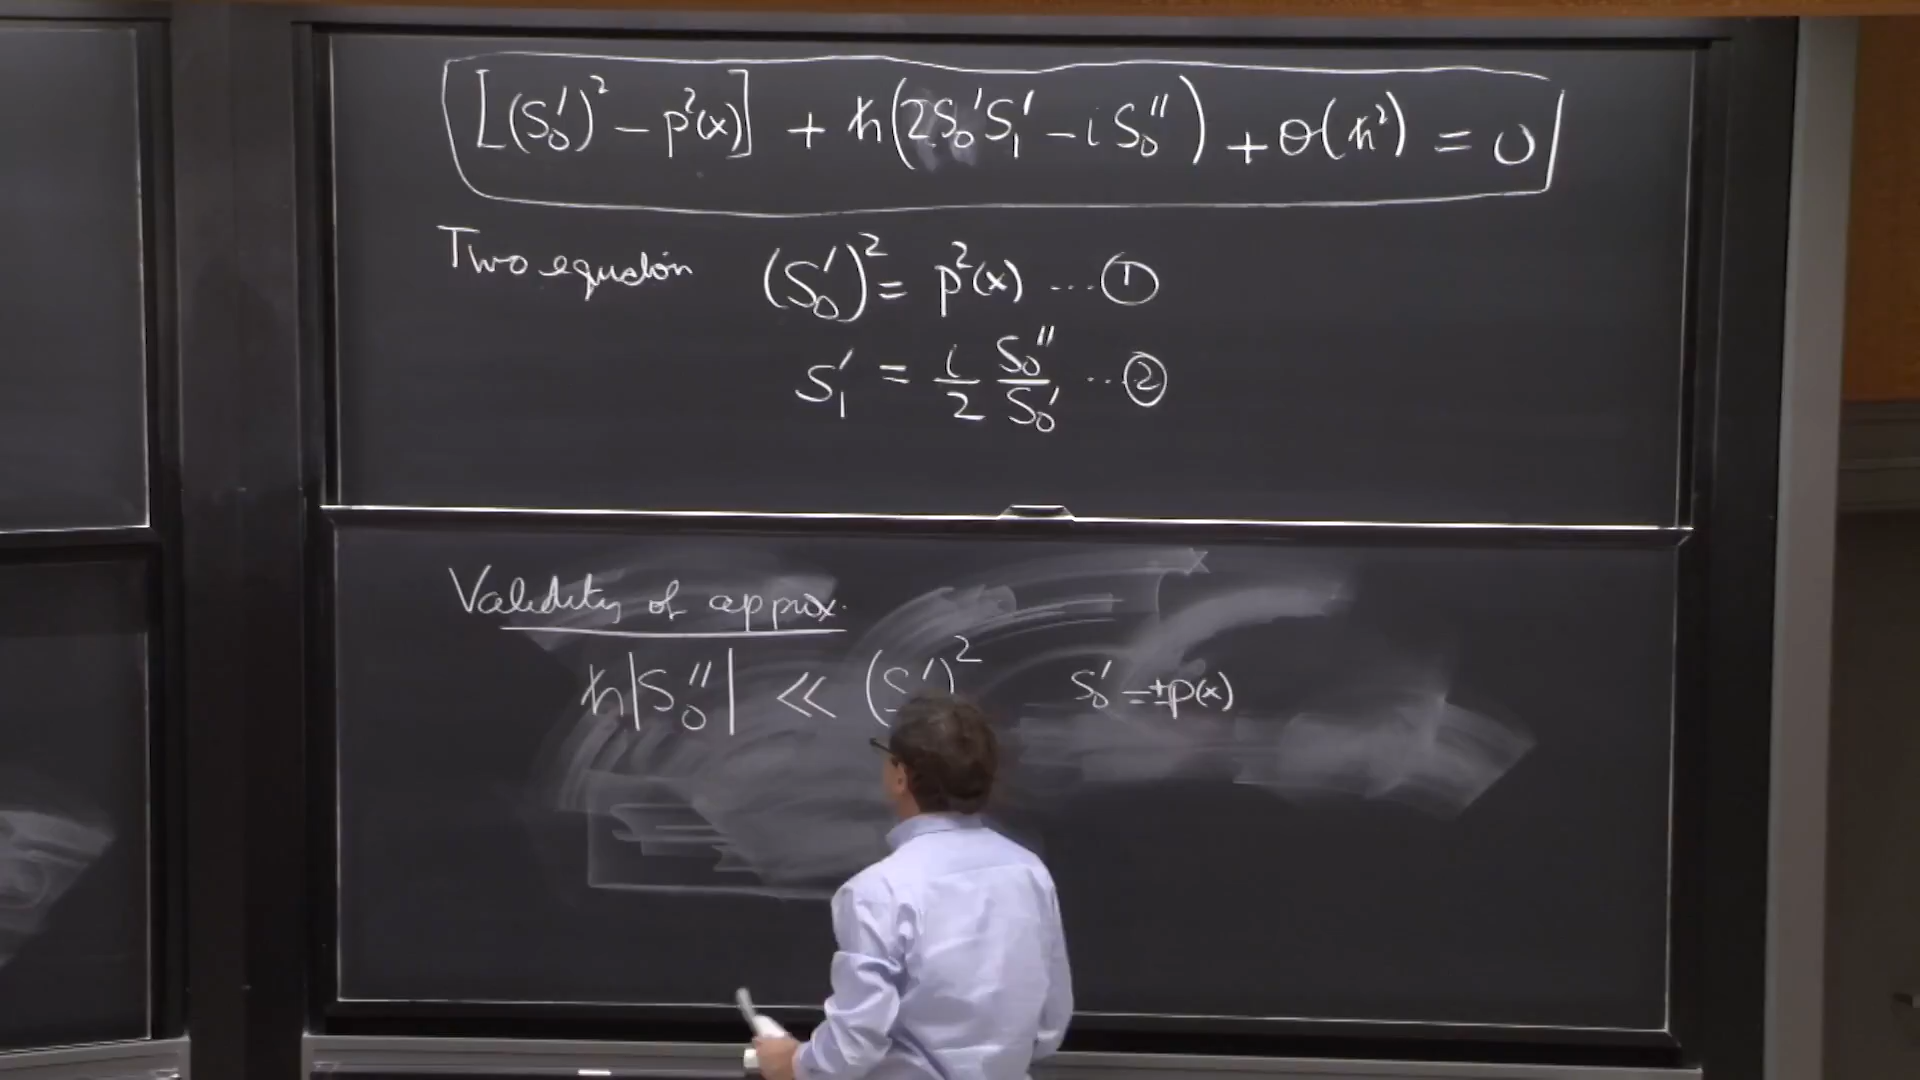 [(S₀′)² − p²(x)] + ħ(2S₀′S₁′ − i S₀″) + O(ħ²) = 0
Two equation (S₀′)² = p²(x) ... ①
S₁′ = i/2 S₀″/S₀′ ... ②
Validity of approx.
ħ|S₀″| ≪ (S′)² S₀′ = ±p(x)